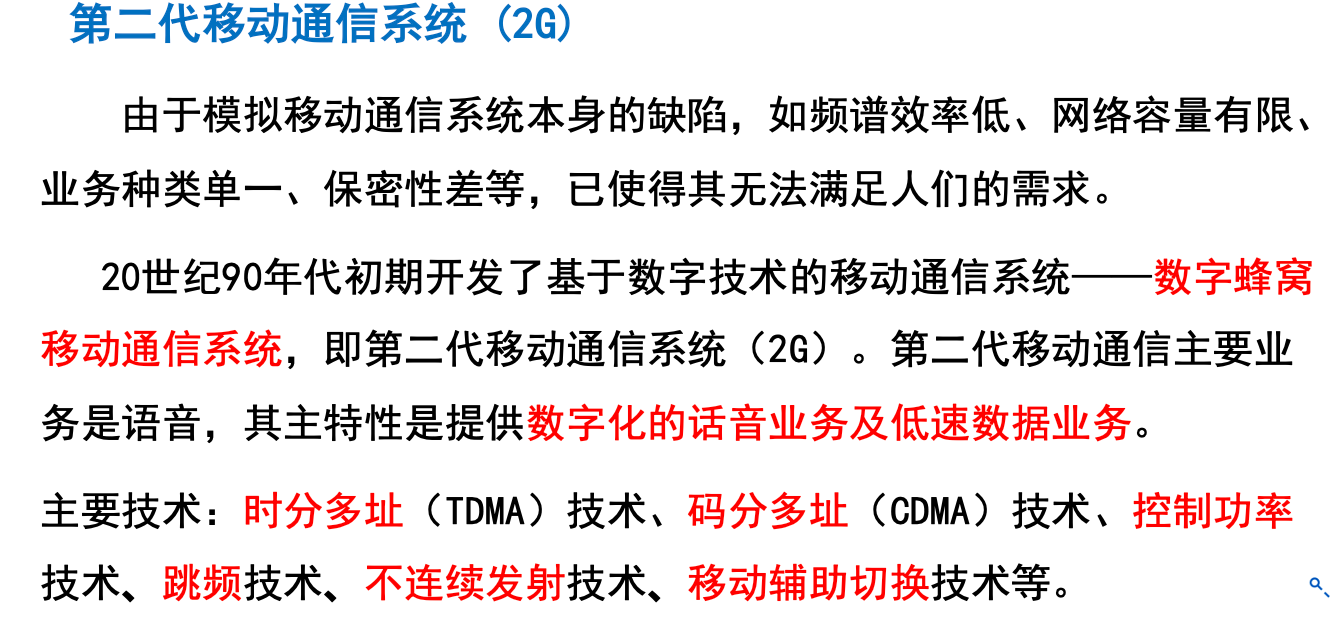 第二代移动通信系统 (2G)
由于模拟移动通信系统本身的缺陷，如频谱效率低、网络容量有限、
业务种类单一、保密性差等，已使得其无法满足人们的需求。
20世纪90年代初期开发了基于数字技术的移动通信系统——数字蜂窝
移动通信系统，即第二代移动通信系统（2G）。第二代移动通信主要业
务是语音，其主特性是提供数字化的话音业务及低速数据业务。
主要技术：时分多址（TDMA）技术、码分多址（CDMA）技术、控制功率
技术、跳频技术、不连续发射技术、移动辅助切换技术等。